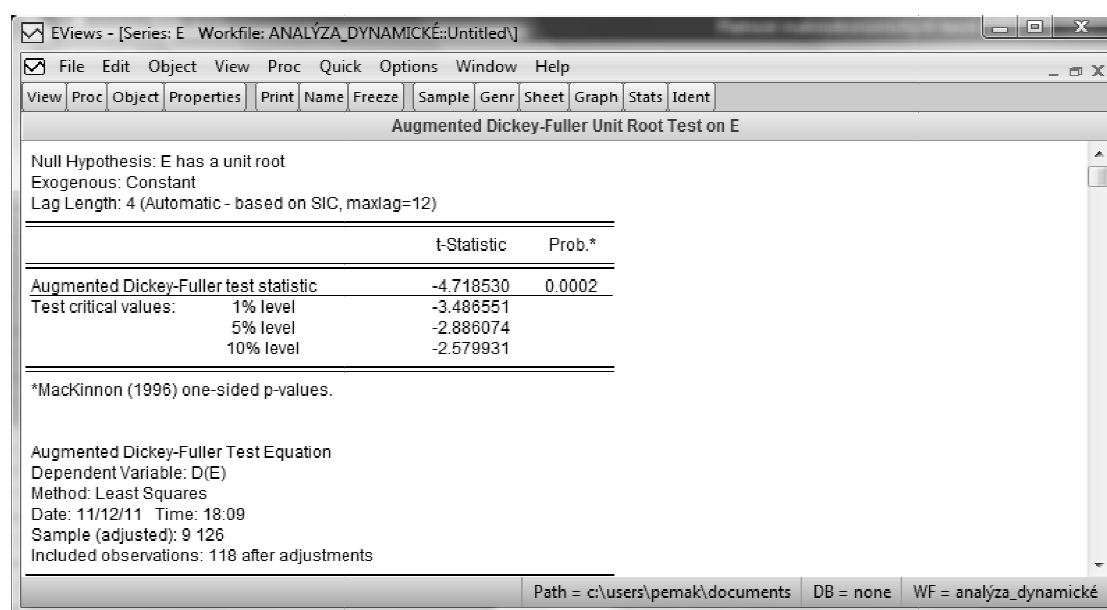 EViews - [Series: E Workfile: ANALÝZA_DYNAMICKÉ::Untitled\]
File Edit Object View Proc Quick Options Window Help
View Proc Object Properties Print Name Freeze Sample Genr Sheet Graph Stats Ident
Augmented Dickey-Fuller Unit Root Test on E
Null Hypothesis: E has a unit root
Exogenous: Constant
Lag Length: 4 (Automatic - based on SIC, maxlag=12)
t-Statistic Prob.*
Augmented Dickey-Fuller test statistic -4.718530 0.0002
Test critical values: 1% level -3.486551
5% level -2.886074
10% level -2.579931
*MacKinnon (1996) one-sided p-values.
Augmented Dickey-Fuller Test Equation
Dependent Variable: D(E)
Method: Least Squares
Date: 11/12/11 Time: 18:09
Sample (adjusted): 9 126
Included observations: 118 after adjustments
Path = c:\users\pemak\documents DB = none WF = analýza_dynamické